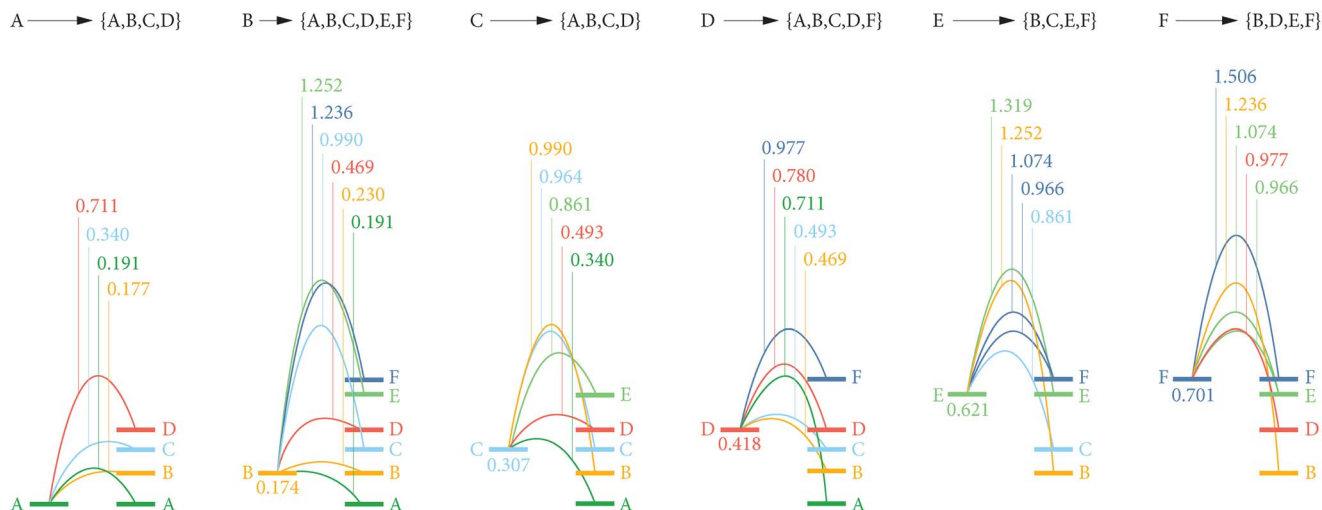 A → {A,B,C,D}
B → {A,B,C,D,E,F}
C → {A,B,C,D}
D → {A,B,C,D,F}
E → {B,C,E,F}
F → {B,D,E,F}
0.711
0.340
0.191
0.177
D
C
B
A
A
1.252
1.236
0.990
0.469
0.230
0.191
F
E
D
C
B
B
0.174
A
0.990
0.964
0.861
0.493
0.340
E
D
C
C
0.307
B
A
0.977
0.780
0.711
0.493
0.469
F
D
D
0.418
C
B
A
1.319
1.252
1.074
0.966
0.861
F
E
E
0.621
C
B
1.506
1.236
1.074
0.977
0.966
F
F
0.701
E
D
B